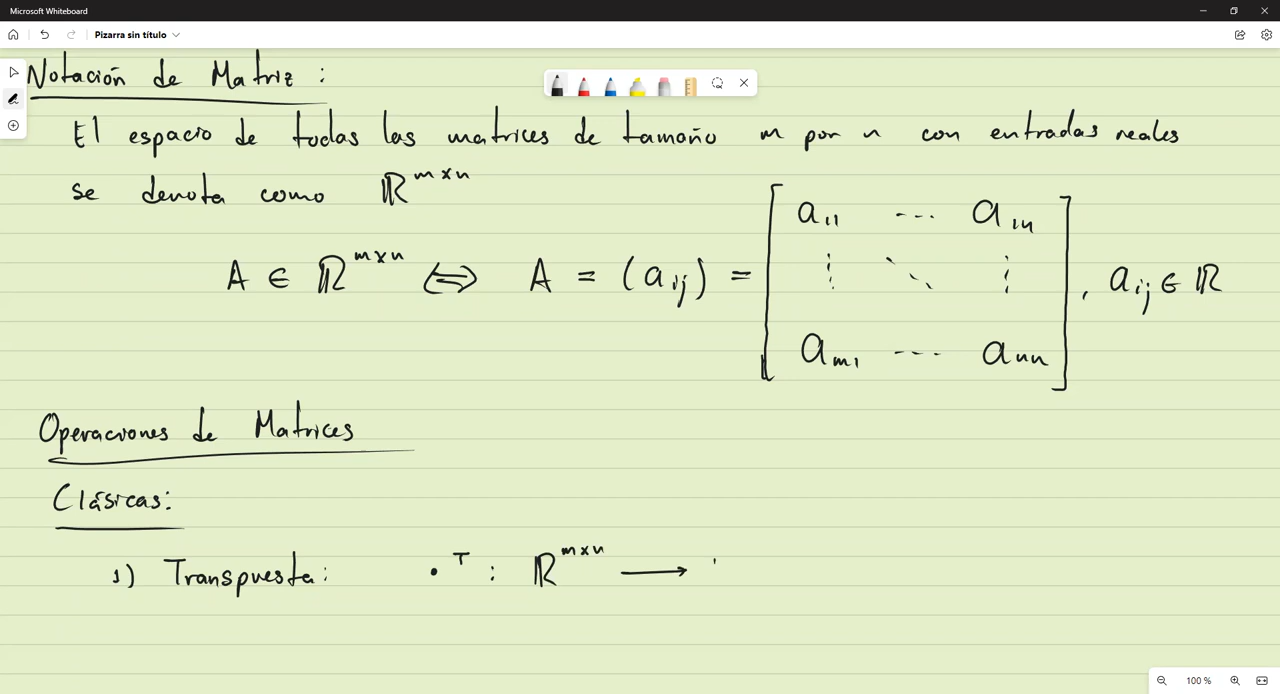 Microsoft Whiteboard
Pizarra sin título
Notación de Matriz :
El espacio de todas las matrices de tamaño m por n con entradas reales
se denota como ℝ^{m×n}
A ∈ ℝ^{m×n} ⟺ A = (a_{ij}) = [a_{11} ⋯ a_{1n}; ⋮ ⋱ ⋮; a_{m1} ⋯ a_{mn}], a_{ij} ∈ ℝ
Operaciones de Matrices
Clásicas:
1) Transpuesta: •^T : ℝ^{m×n} ⟶
100 %